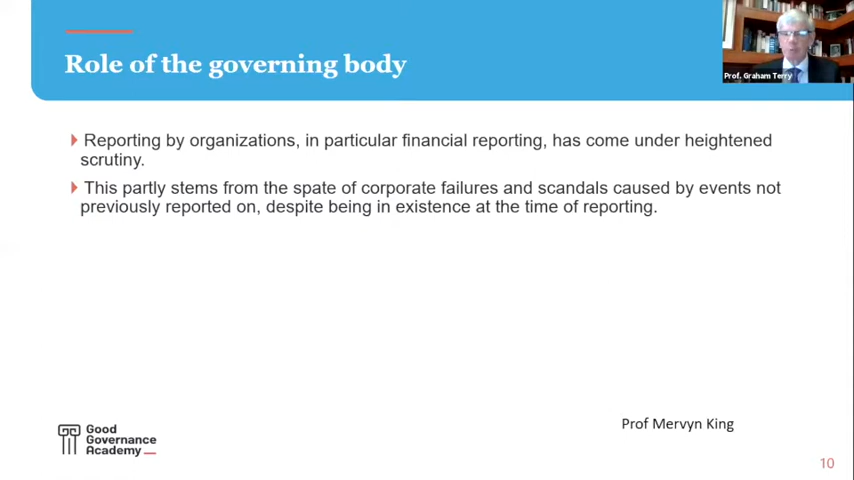 Role of the governing body
Prof. Graham Terry
Reporting by organizations, in particular financial reporting, has come under heightened
scrutiny.
This partly stems from the spate of corporate failures and scandals caused by events not
previously reported on, despite being in existence at the time of reporting.
Prof Mervyn King
Good
Governance
Academy
10